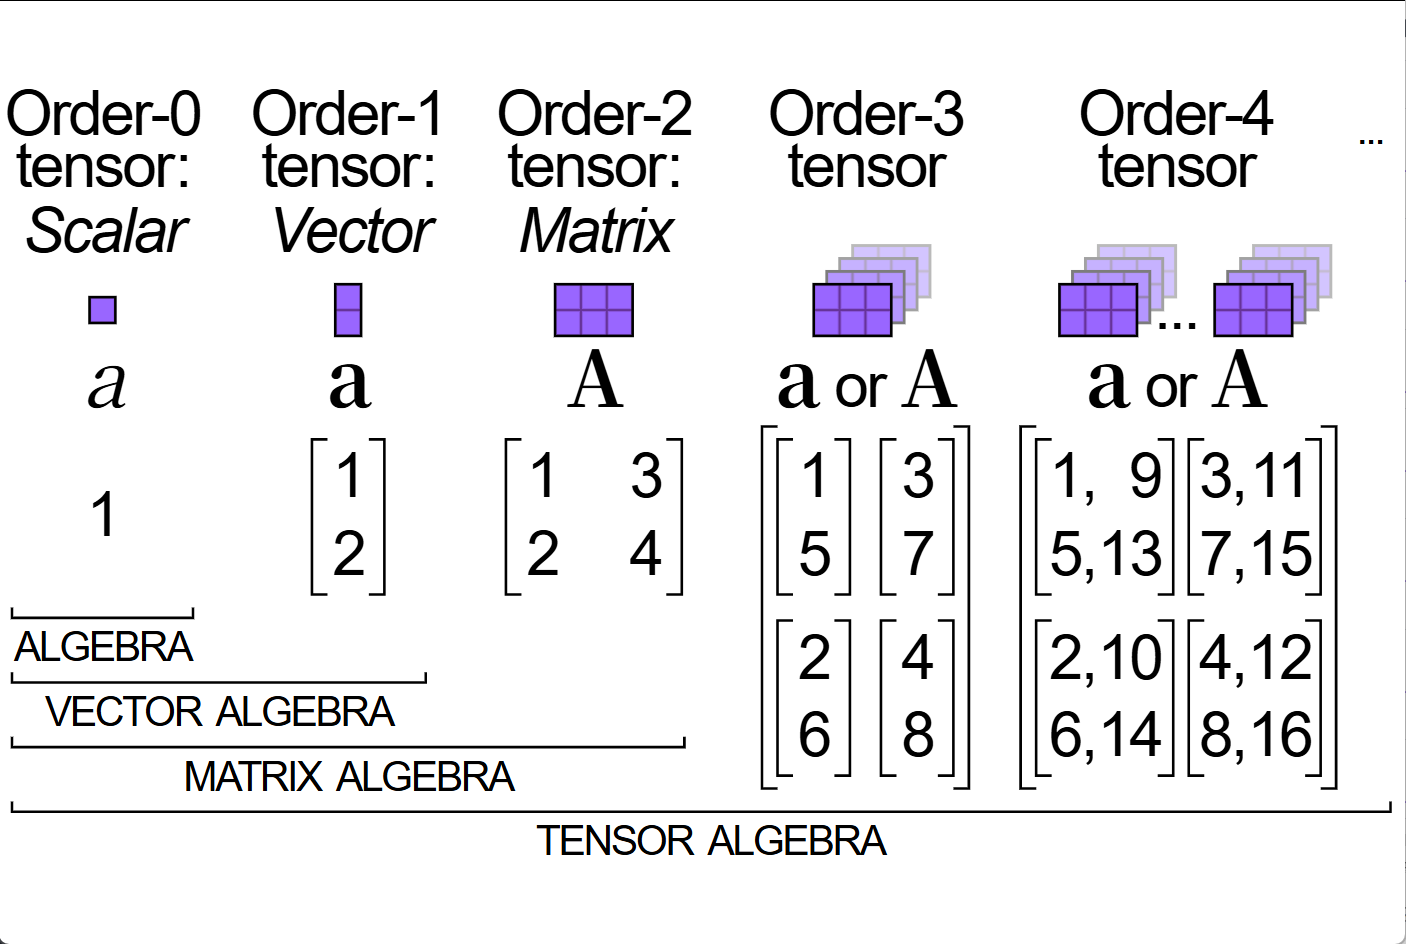 Order-0 Order-1 Order-2 Order-3 Order-4
tensor: tensor: tensor: tensor tensor ...
Scalar Vector Matrix
...
a a A a or A a or A
1 1 3 1 3 1, 9 3,11
1
2 2 4 5 7 5,13 7,15
ALGEBRA
2 4 2,10 4,12
VECTOR ALGEBRA
6 8 6,14 8,16
MATRIX ALGEBRA
TENSOR ALGEBRA